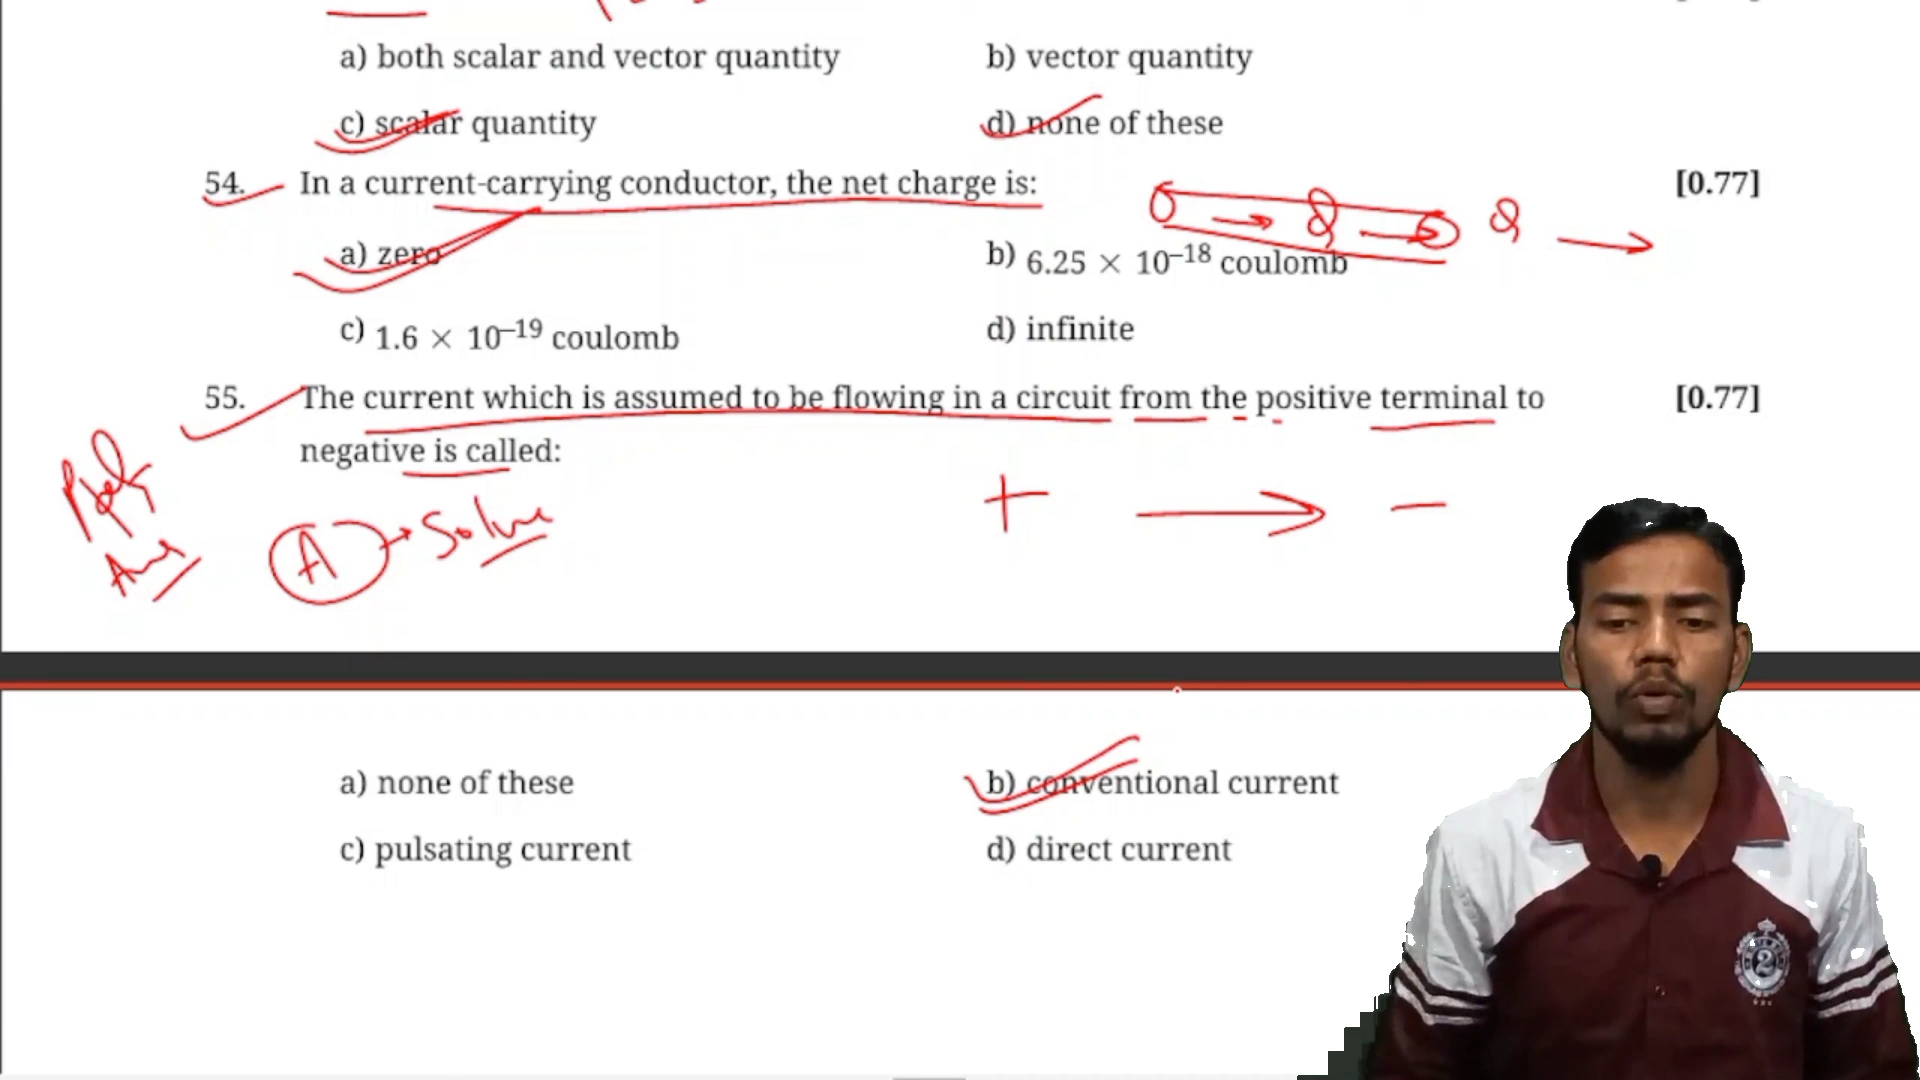 a) both scalar and vector quantity b) vector quantity
c) scalar quantity d) none of these
54. In a current-carrying conductor, the net charge is: [0.77]
a) zero b) 6.25 × 10⁻¹⁸ coulomb
c) 1.6 × 10⁻¹⁹ coulomb d) infinite
55. The current which is assumed to be flowing in a circuit from the positive terminal to [0.77]
negative is called:
+ → −
A → Solve
a) none of these b) conventional current
c) pulsating current d) direct current